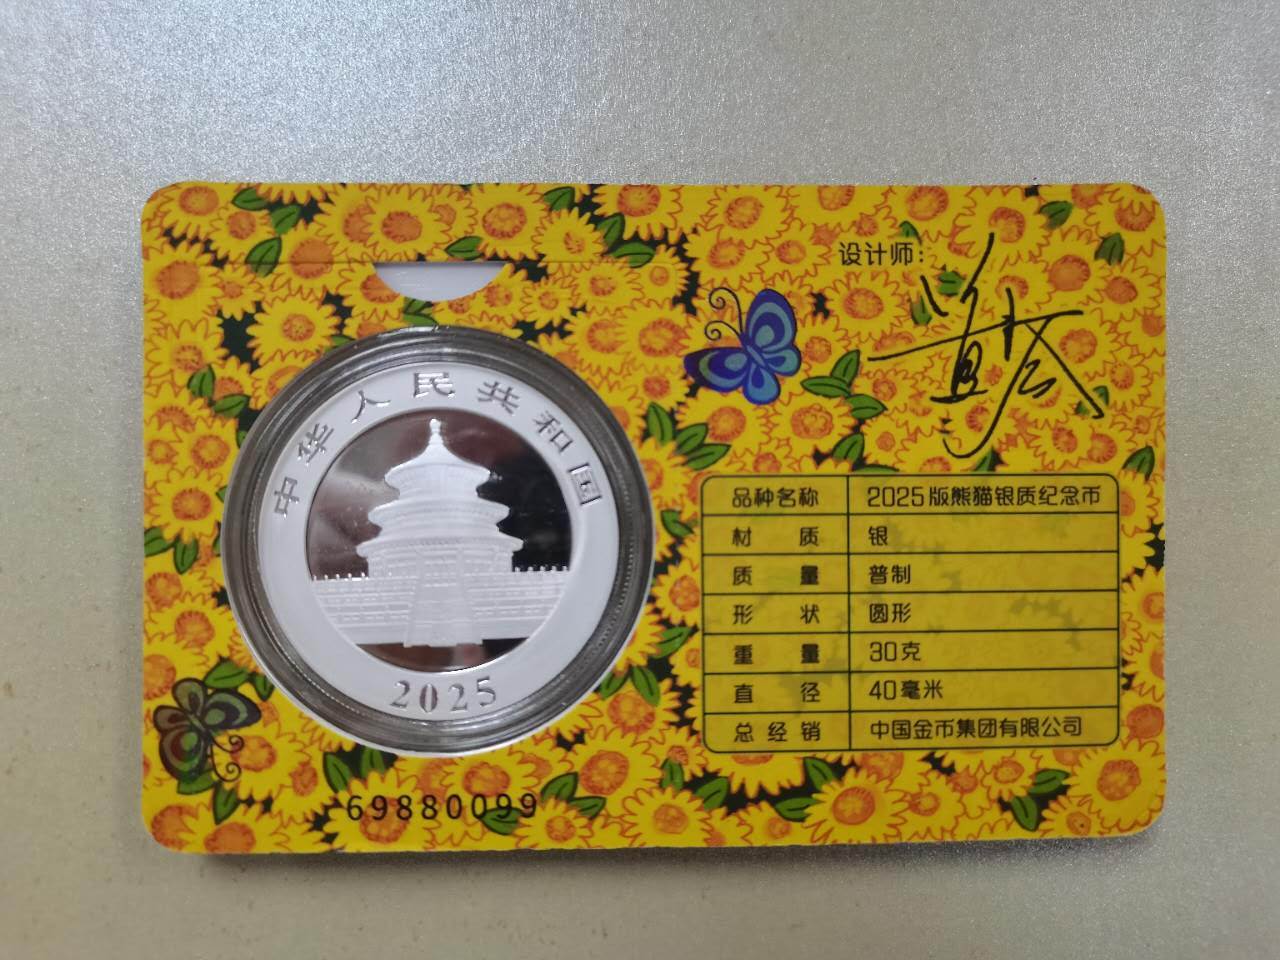 设计师:
中华人民共和国
2025
69880099
品种名称 2025版熊猫银质纪念币
材质 银
质量 普制
形状 圆形
重量 30克
直径 40毫米
总经销 中国金币集团有限公司